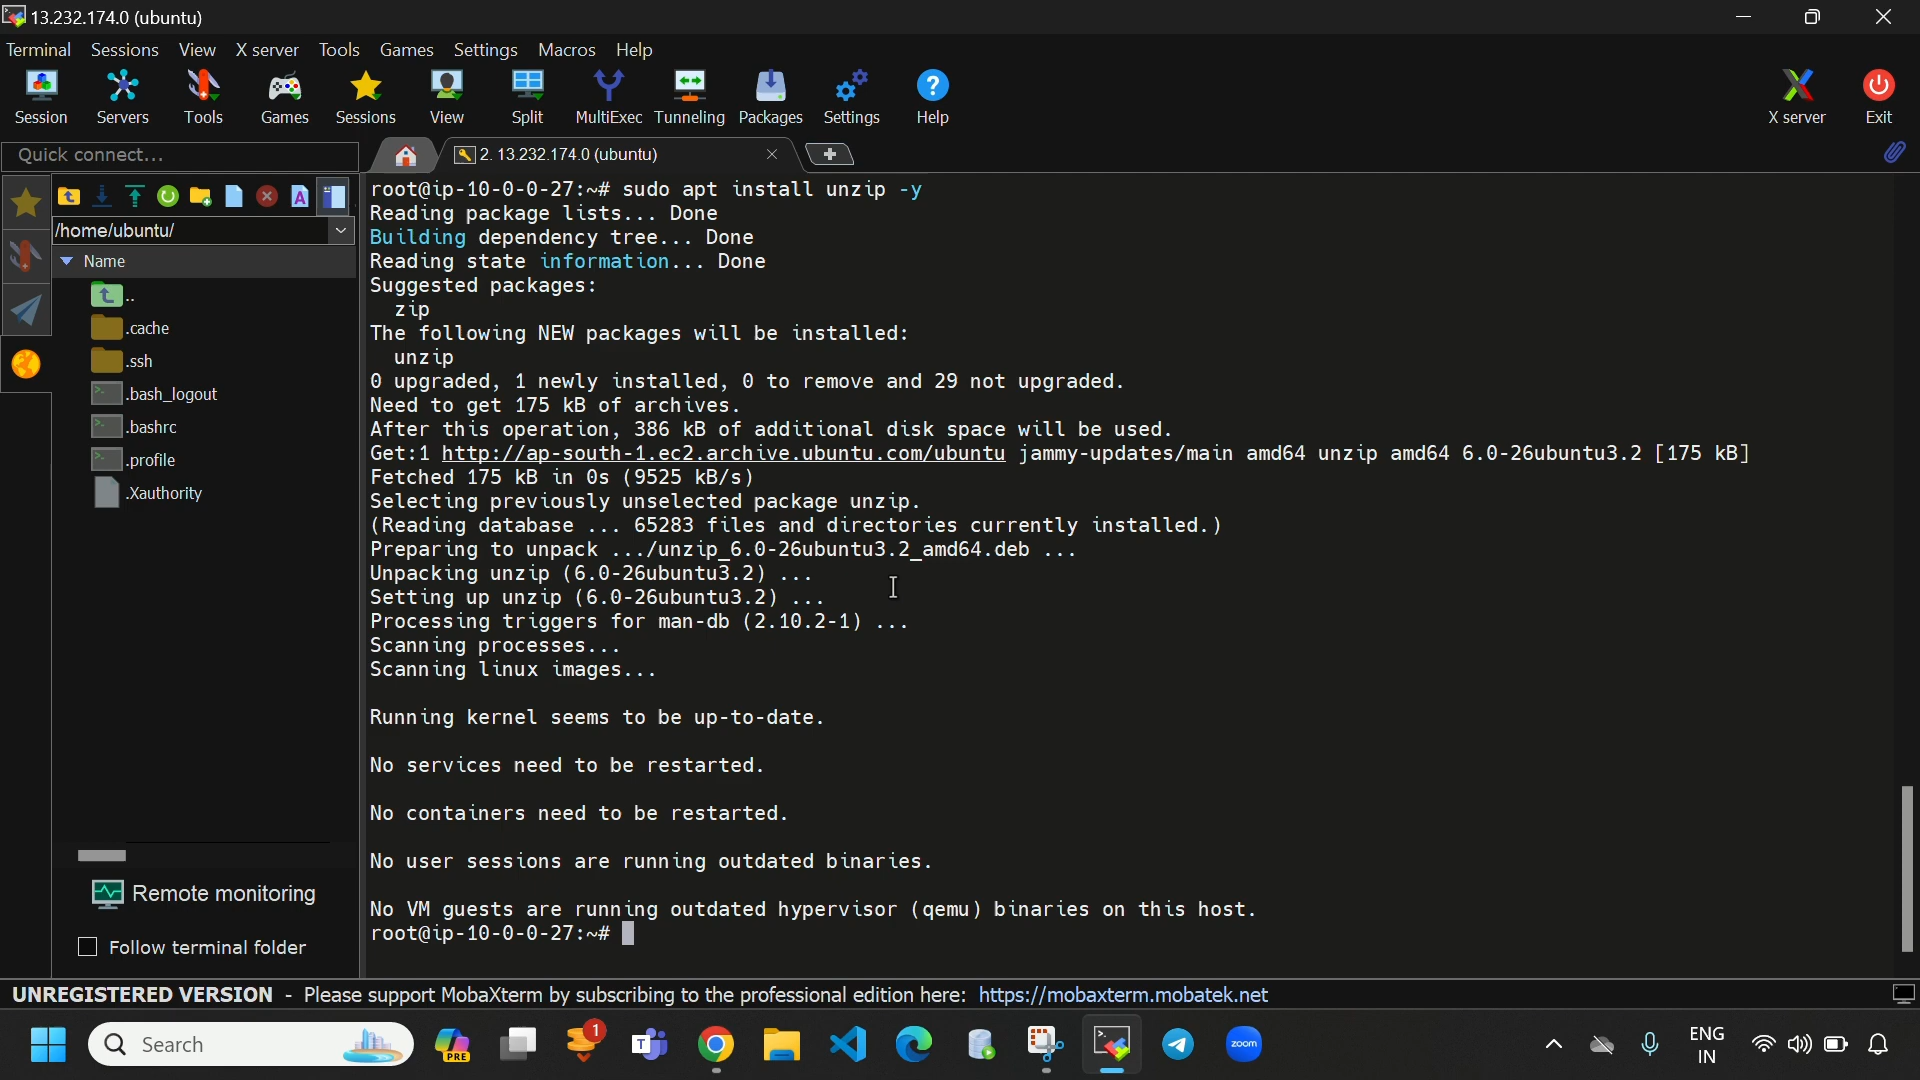 13.232.174.0 (ubuntu)
Terminal Sessions View X server Tools Games Settings Macros Help
Session Servers Tools Games Sessions View Split MultiExec Tunneling Packages Settings Help X server Exit
Quick connect...
2. 13.232.174.0 (ubuntu)
/home/ubuntu/
Name
..
.cache
.ssh
.bash_logout
.bashrc
.profile
.Xauthority
Remote monitoring
Follow terminal folder
root@ip-10-0-0-27:~# sudo apt install unzip -y
Reading package lists... Done
Building dependency tree... Done
Reading state information... Done
Suggested packages:
zip
The following NEW packages will be installed:
unzip
0 upgraded, 1 newly installed, 0 to remove and 29 not upgraded.
Need to get 175 kB of archives.
After this operation, 386 kB of additional disk space will be used.
Get:1 http://ap-south-1.ec2.archive.ubuntu.com/ubuntu jammy-updates/main amd64 unzip amd64 6.0-26ubuntu3.2 [175 kB]
Fetched 175 kB in 0s (9525 kB/s)
Selecting previously unselected package unzip.
(Reading database ... 65283 files and directories currently installed.)
Preparing to unpack .../unzip_6.0-26ubuntu3.2_amd64.deb ...
Unpacking unzip (6.0-26ubuntu3.2) ...
Setting up unzip (6.0-26ubuntu3.2) ...
Processing triggers for man-db (2.10.2-1) ...
Scanning processes...
Scanning linux images...
Running kernel seems to be up-to-date.
No services need to be restarted.
No containers need to be restarted.
No user sessions are running outdated binaries.
No VM guests are running outdated hypervisor (qemu) binaries on this host.
root@ip-10-0-0-27:~#
UNREGISTERED VERSION - Please support MobaXterm by subscribing to the professional edition here: https://mobaxterm.mobatek.net
Search
PRE
1
T
zoom
ENG
IN